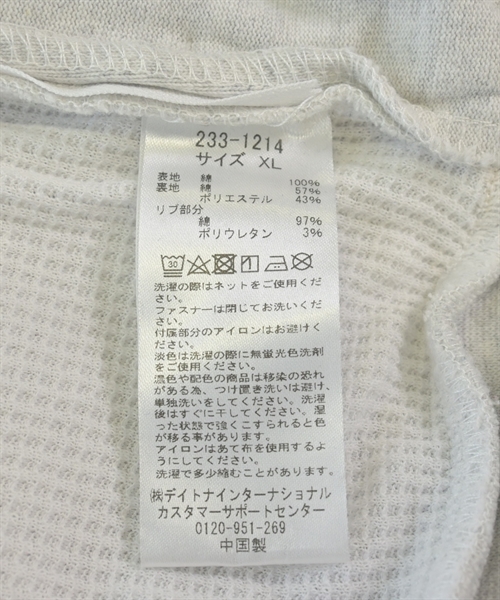 233-1214
サイズ XL
表地 綿 100%
裏地 綿 57%
ポリエステル 43%
リブ部分
綿 97%
ポリウレタン 3%
30
洗濯の際はネットをご使用くだ
さい。
ファスナーは閉じてお洗いくだ
さい。
付属部分のアイロンはお避けく
ださい。
淡色は洗濯の際に無蛍光色洗剤
をご使用ください。
濃色や配色の商品は移染の恐れ
がある為、つけ置き洗いは避け、
単独洗いをしてください。洗濯
後はすぐに干してください。湿
った状態で強くこすられると色
が移る事があります。
アイロンはあて布を使用するよ
うにしてください。
洗濯で多少縮むことがあります。
㈱デイトナインターナショナル
カスタマーサポートセンター
0120-951-269
中国製